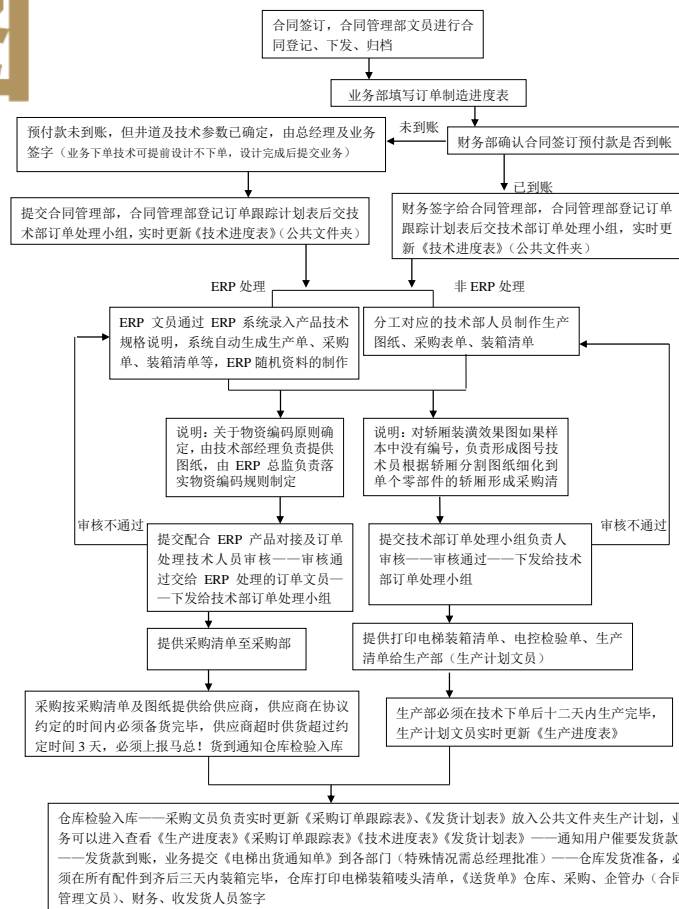 合同签订，合同管理部文员进行合
同登记、下发、归档
业务部填写订单制造进度表
预付款未到账，但井道及技术参数已确定，由总经理及业务
签字（业务下单技术可提前设计不下单，设计完成后提交业务）
未到账
财务部确认合同签订预付款是否到帐
已到账
提交合同管理部，合同管理部登记订单跟踪计划表后交技
术部订单处理小组，实时更新《技术进度表》（公共文件夹）
财务签字给合同管理部，合同管理部登记订单
跟踪计划表后交技术部订单处理小组，实时更
新《技术进度表》（公共文件夹）
ERP 处理
非 ERP 处理
ERP 文员通过 ERP 系统录入产品技术
规格说明，系统自动生成生产单、采购
单、装箱清单等，ERP 随机资料的制作
分工对应的技术部人员制作生产
图纸、采购表单、装箱清单
说明：关于物资编码原则确
定，由技术部经理负责提供
图纸，由 ERP 总监负责落
实物资编码规则制定
说明：对轿厢装潢效果图如果样
本中没有编号，负责形成图号技
术员根据轿厢分割图纸细化到
单个零部件的轿厢形成采购清
审核不通过
审核不通过
提交配合 ERP 产品对接及订单
处理技术人员审核——审核通
过交给 ERP 处理的订单文员—
—下发给技术部订单处理小组
提交技术部订单处理小组负责人
审核——审核通过——下发给技术
部订单处理小组
提供采购清单至采购部
提供打印电梯装箱清单、电控检验单、生产
清单给生产部（生产计划文员）
采购按采购清单及图纸提供给供应商，供应商在协议
约定的时间内必须备货完毕，供应商超时供货超过约
定时间 3 天，必须上报马总！货到通知仓库检验入库
生产部必须在技术下单后十二天内生产完毕，
生产计划文员实时更新《生产进度表》
仓库检验入库——采购文员负责实时更新《采购订单跟踪表》、《发货计划表》放入公共文件夹生产计划，业
务可以进入查看《生产进度表》《采购订单跟踪表》《技术进度表》《发货计划表》——通知用户催要发货款
——发货款到账，业务提交《电梯出货通知单》到各部门（特殊情况需总经理批准）——仓库发货准备，必
须在所有配件到齐后三天内装箱完毕，仓库打印电梯装箱唛头清单，《送货单》仓库、采购、企管办（合同
管理文员）、财务、收发货人员签字